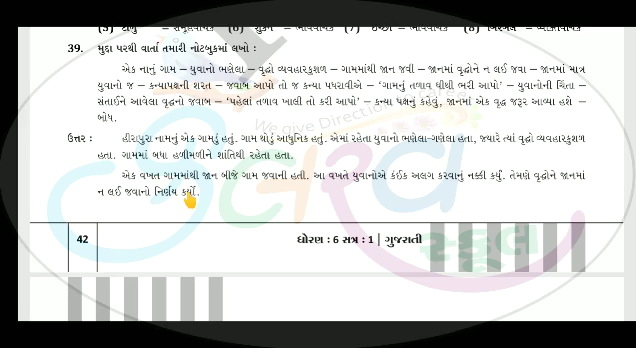 39. મુદ્દા પરથી વાર્તા તમારી નોટબુકમાં લખો :
એક નાનું ગામ – યુવાનો ભણેલા – વૃદ્ધો વ્યવહારકુશળ – ગામમાંથી જાન જવી – જાનમાં વૃદ્ધોને ન લઈ જવા – જાનમાં માત્ર
યુવાનો જ – કન્યાપક્ષની શરત – જવાબ આપો તો જ કન્યા પધરાવીએ – ‘ગામનું તળાવ ઘીથી ભરી આપો’ – યુવાનોની ચિંતા –
સંતાઈને આવેલા વૃદ્ધનો જવાબ – ‘પહેલાં તળાવ ખાલી તો કરી આપો’ – કન્યા પક્ષનું કહેવું, જાનમાં એક વૃદ્ધ જરૂર આવ્યા હશે –
બોધ.
ઉત્તર : હીરાપુરા નામનું એક ગામડું હતું. ગામ થોડું આધુનિક હતું. એમાં રહેતા યુવાનો ભણેલા-ગણેલા હતા, જ્યારે ત્યાં વૃદ્ધો વ્યવહારકુશળ
હતા. ગામમાં બધા હળીમળીને શાંતિથી રહેતા હતા.
એક વખત ગામમાંથી જાન બીજે ગામ જવાની હતી. આ વખતે યુવાનોએ કંઈક અલગ કરવાનું નક્કી કર્યું. તેમણે વૃદ્ધોને જાનમાં
ન લઈ જવાનો નિર્ણય કર્યો.
We give Direction
42 ધોરણ : 6 સત્ર : 1 | ગુજરાતી